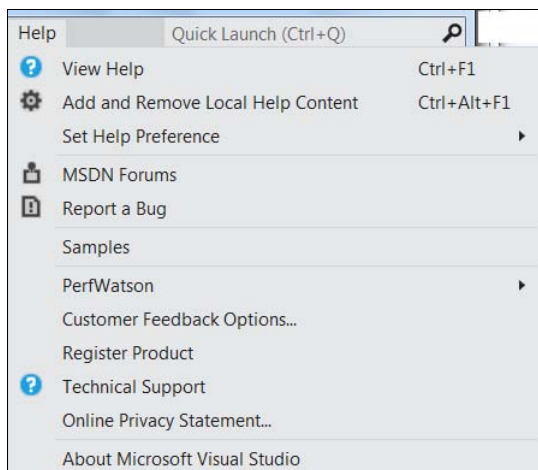 Help Quick Launch (Ctrl+Q)
View Help Ctrl+F1
Add and Remove Local Help Content Ctrl+Alt+F1
Set Help Preference
MSDN Forums
Report a Bug
Samples
PerfWatson
Customer Feedback Options...
Register Product
Technical Support
Online Privacy Statement...
About Microsoft Visual Studio